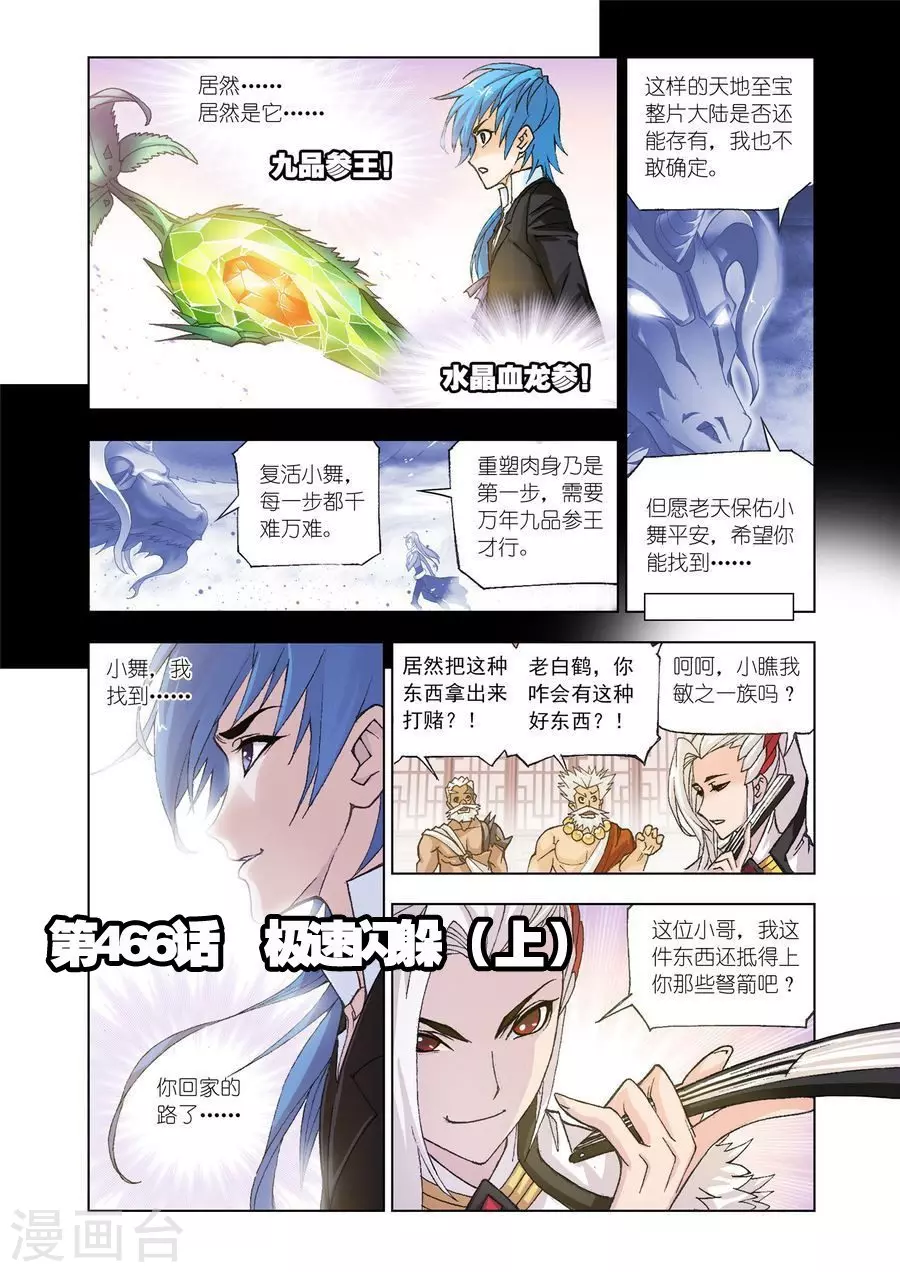 居然……
居然是它……
九品参王！
水晶血龙参！
复活小舞，
每一步都千
难万难。
重塑肉身乃是
第一步，需要
万年九品参王
才行。
这样的天地至宝
整片大陆是否还
能存有，我也不
敢确定。
但愿老天保佑小
舞平安，希望你
能找到……
小舞，我
找到……
你回家的
路了……
居然把这种
东西拿出来
打赌？！
老白鹤，你
咋会有这种
好东西？！
呵呵，小瞧我
敏之一族吗？
第466话 极速闪躲（上）
这位小哥，我这
件东西还抵得上
你那些弩箭吧？
漫画台